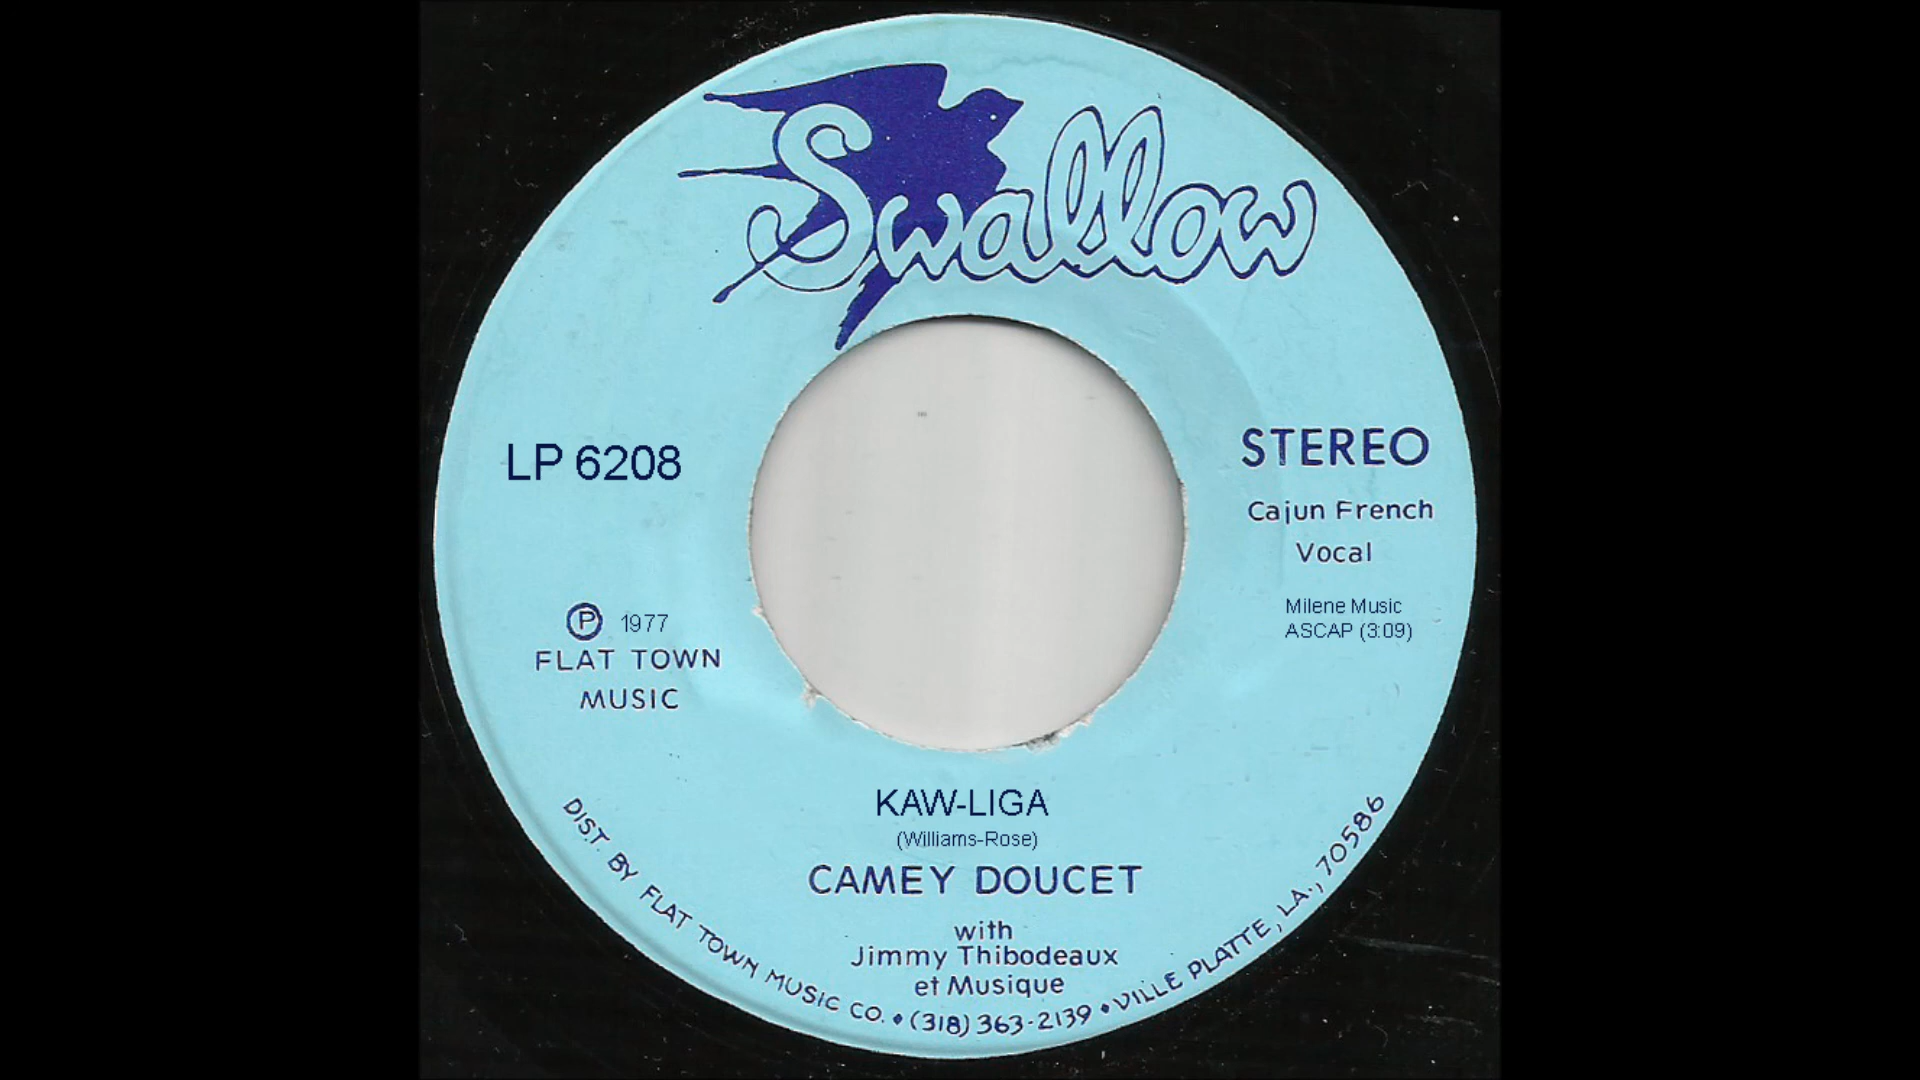 Swallow
LP 6208
STEREO
Cajun French
Vocal
Milene Music
ASCAP (3:09)
Ⓟ 1977
FLAT TOWN
MUSIC
KAW-LIGA
(Williams-Rose)
CAMEY DOUCET
with
Jimmy Thibodeaux
et Musique
DIST. BY FLAT TOWN MUSIC CO. • (318) 363-2139 • VILLE PLATTE, LA., 70586